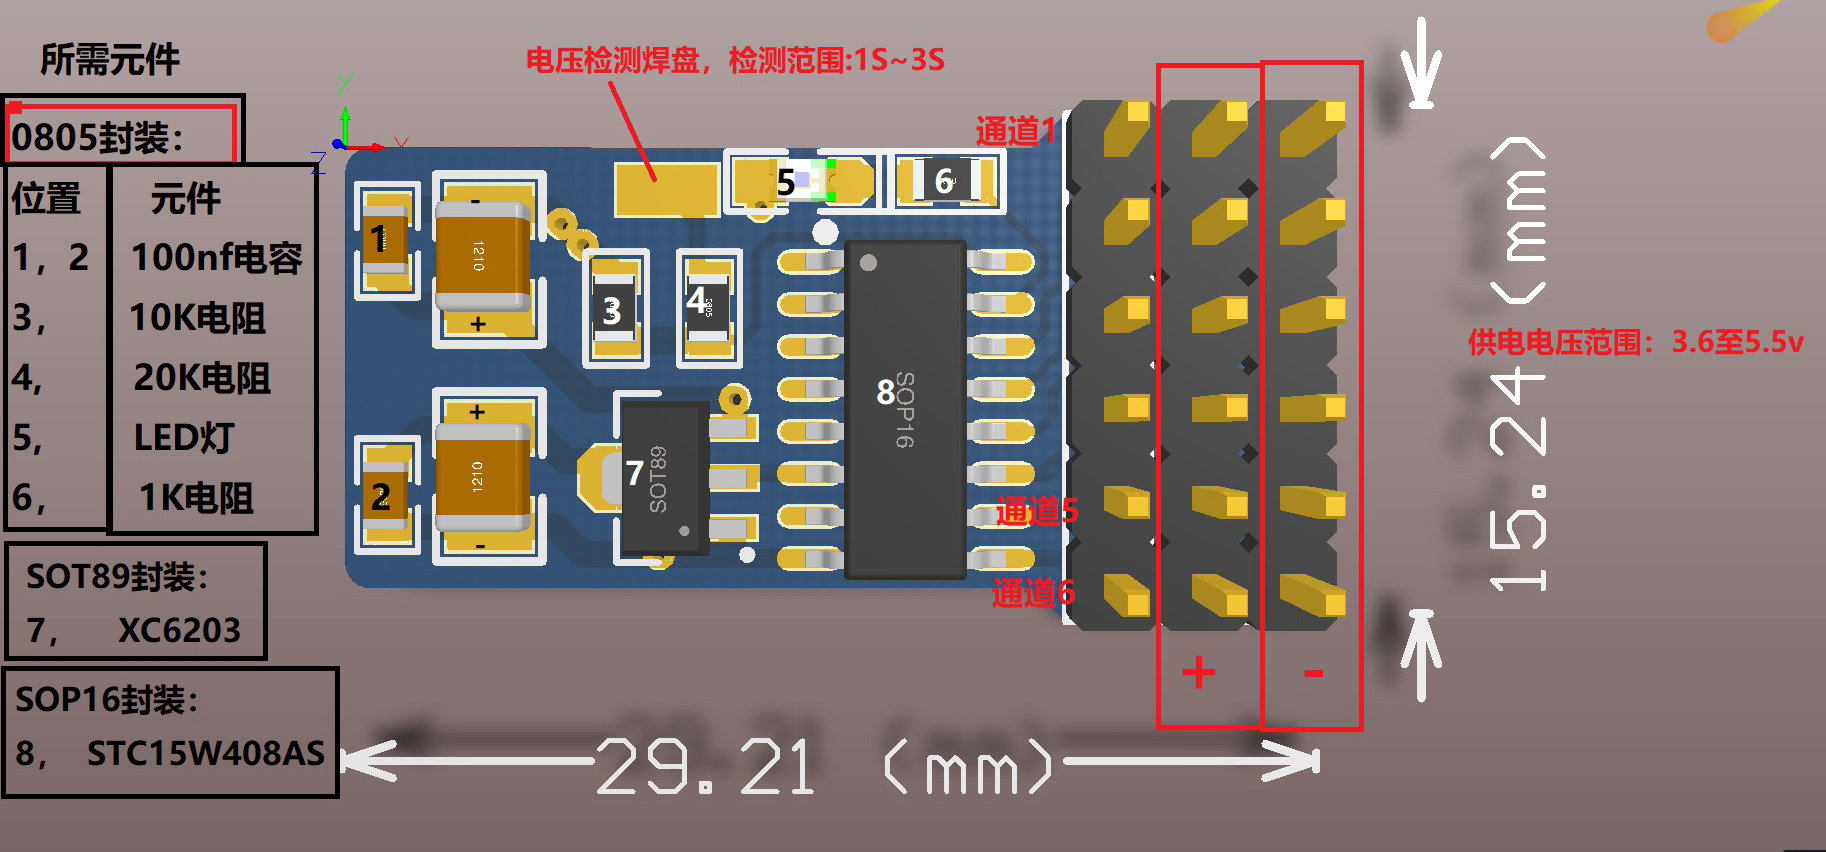 所需元件
0805封装：
位置 元件
1，2 100nf电容
3， 10K电阻
4, 20K电阻
5, LED灯
6， 1K电阻
SOT89封装：
7， XC6203
SOP16封装：
8， STC15W408AS
电压检测焊盘，检测范围:1S~3S
通道1
通道5
通道6
供电电压范围：3.6至5.5v
+ -
29.21 (mm)
15.24 (mm)
Y
X
Z
1
2
3
4
5
6
7
8
-
1210
+
+
1210
-
SOT89
SOP16
0805